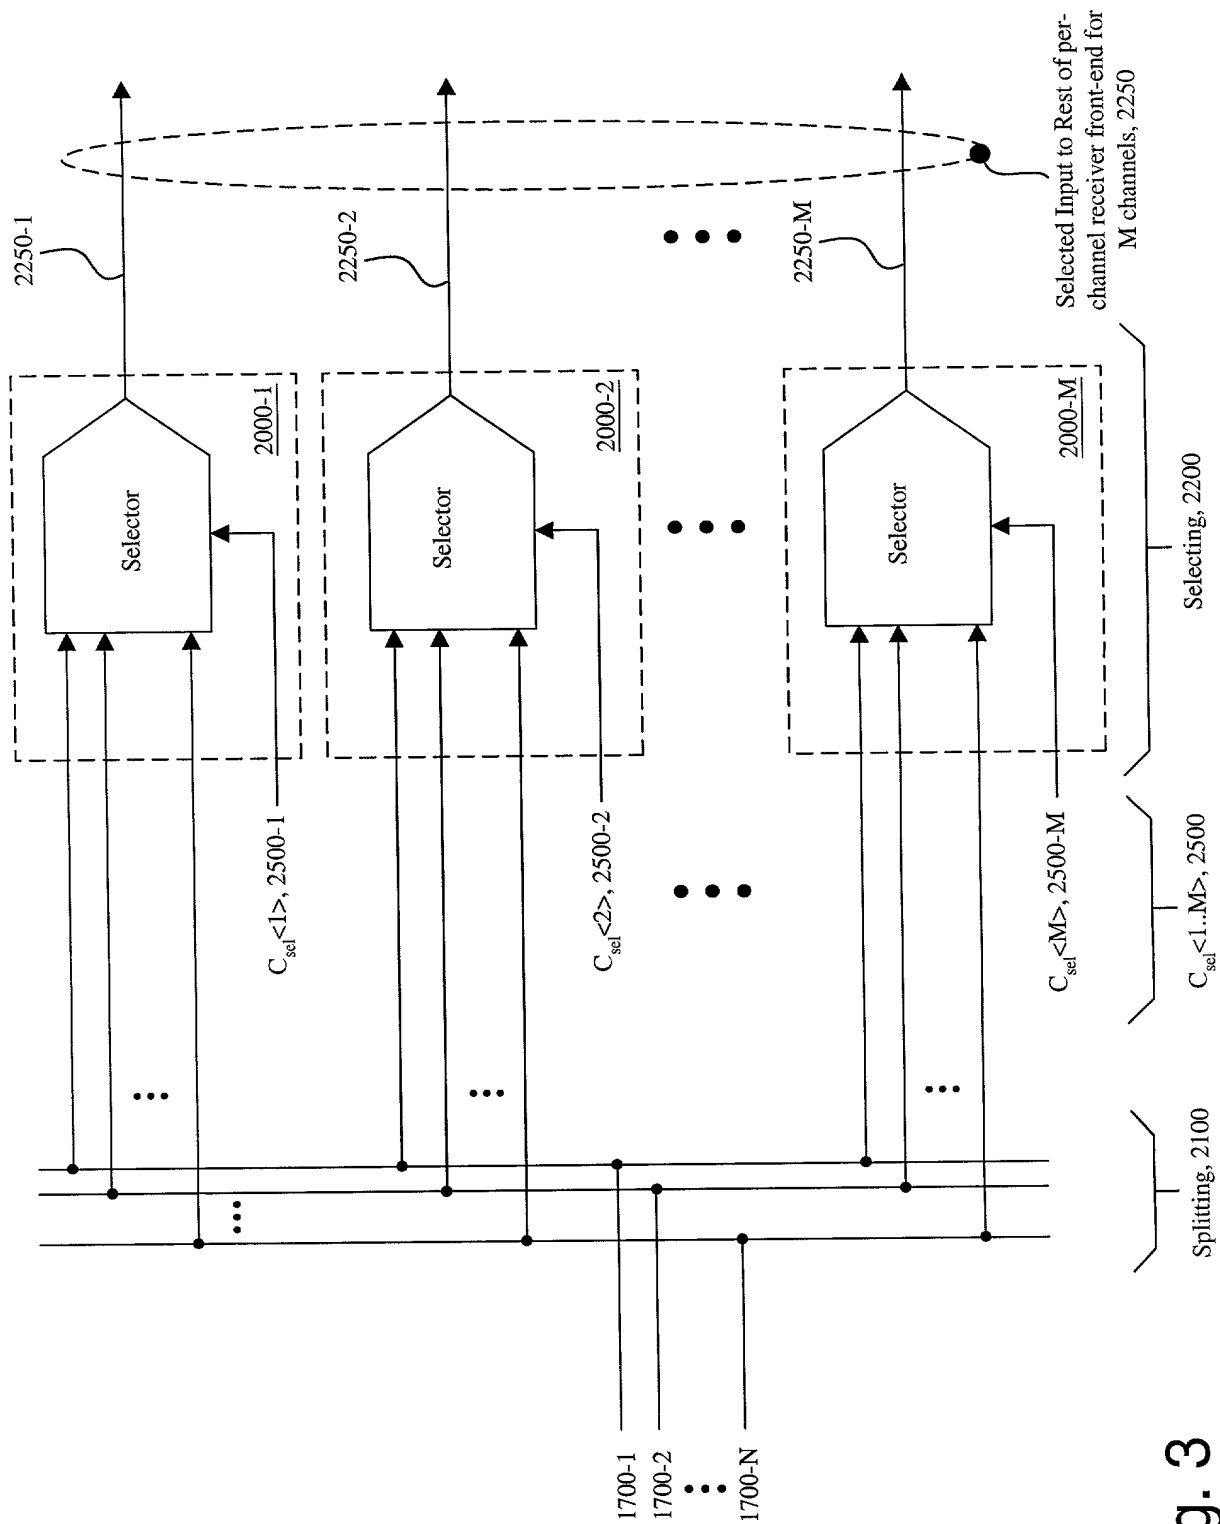 2250-1
2250-2
2250-M
Selected Input to Rest of per-
channel receiver front-end for
M channels, 2250
Selector
2000-1
Selector
2000-2
Selector
2000-M
Selecting, 2200
Csel<1>, 2500-1
Csel<2>, 2500-2
Csel<M>, 2500-M
Csel<1..M>, 2500
Splitting, 2100
1700-1
1700-2
1700-N
g. 3